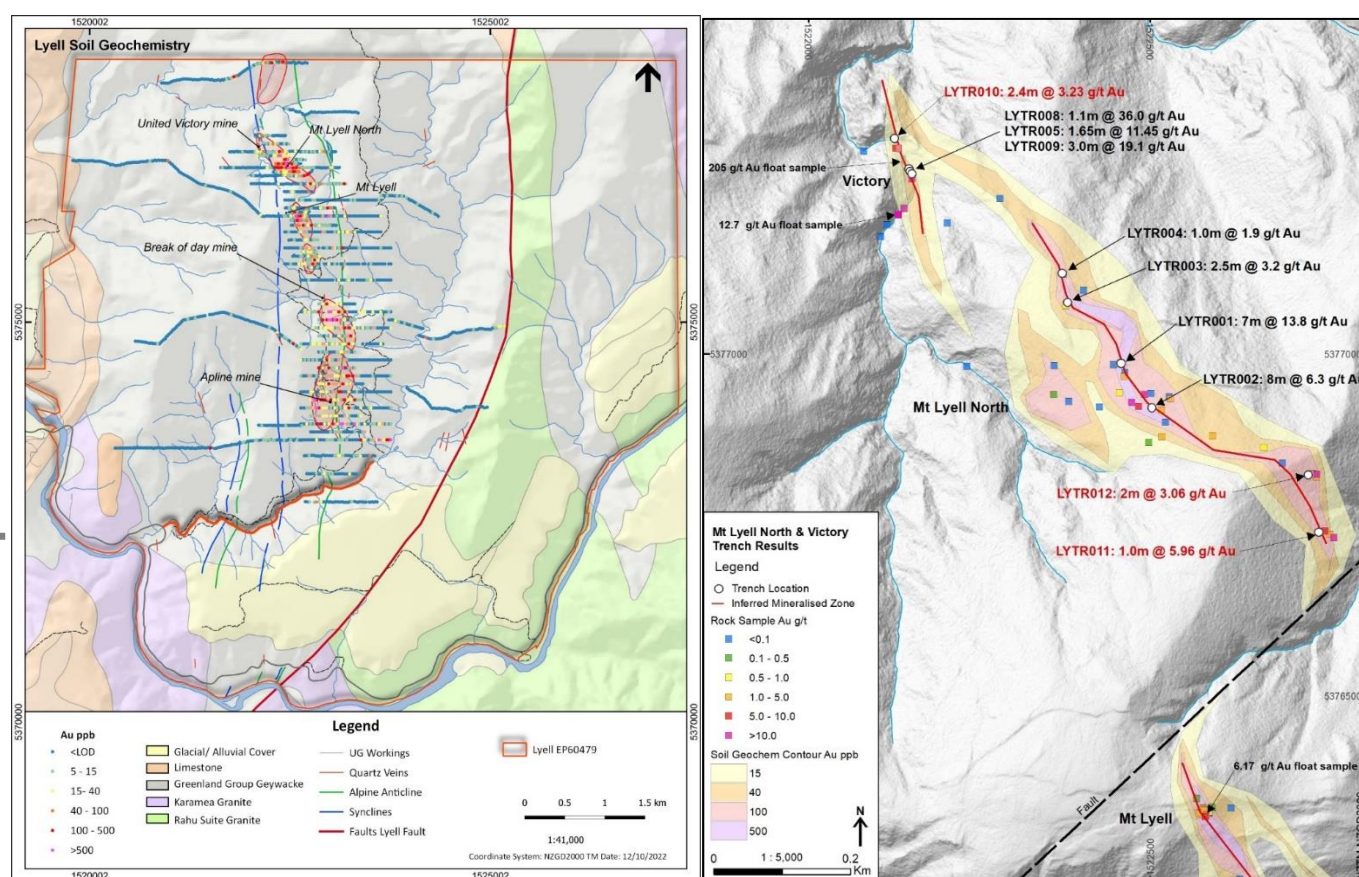 1520002
1525002
Lyell Soil Geochemistry
United Victory mine
Mt Lyell North
Mt Lyell
Break of day mine
Apline mine
5375000
5375000
5370000
5370000
Au ppb
<LOD
5 - 15
15 - 40
40 - 100
100 - 500
>500
Glacial/ Alluvial Cover
Limestone
Greenland Group Geywacke
Karamea Granite
Rahu Suite Granite
Legend
UG Workings
Quartz Veins
Alpine Anticline
Synclines
Faults Lyell Fault
Lyell EP60479
0 0.5 1 1.5 km
1:41,000
Coordinate System: NZGD2000 TM Date: 12/10/2022
1520002
1525002
1522000
LYTR010: 2.4m @ 3.23 g/t Au
LYTR008: 1.1m @ 36.0 g/t Au
LYTR005: 1.65m @ 11.45 g/t Au
LYTR009: 3.0m @ 19.1 g/t Au
205 g/t Au float sample
Victory
12.7 g/t Au float sample
LYTR004: 1.0m @ 1.9 g/t Au
LYTR003: 2.5m @ 3.2 g/t Au
LYTR001: 7m @ 13.8 g/t Au
5377000
5377000
LYTR002: 8m @ 6.3 g/t Au
Mt Lyell North
LYTR012: 2m @ 3.06 g/t Au
LYTR011: 1.0m @ 5.96 g/t Au
5376500
6.17 g/t Au float sample
Fault
Mt Lyell
1522500
Mt Lyell North & Victory
Trench Results
Legend
Trench Location
Inferred Mineralised Zone
Rock Sample Au g/t
<0.1
0.1 - 0.5
0.5 - 1.0
1.0 - 5.0
5.0 - 10.0
>10.0
Soil Geochem Contour Au ppb
15
40
100
500
N
0 1 : 5,000 0.2
Km